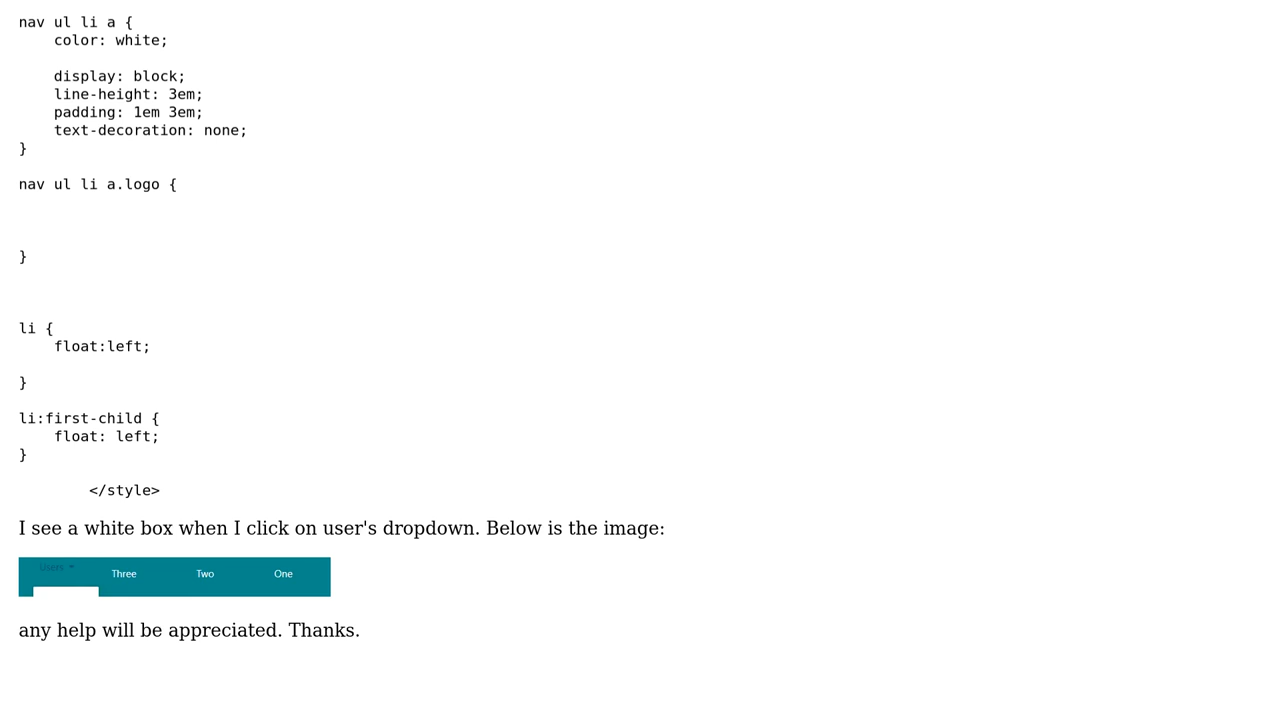 nav ul li a {
    color: white;
    display: block;
    line-height: 3em;
    padding: 1em 3em;
    text-decoration: none;
}
nav ul li a.logo {
}
li {
    float:left;
}
li:first-child {
    float: left;
}
        </style>
I see a white box when I click on user's dropdown. Below is the image:
Users Three Two One
any help will be appreciated. Thanks.